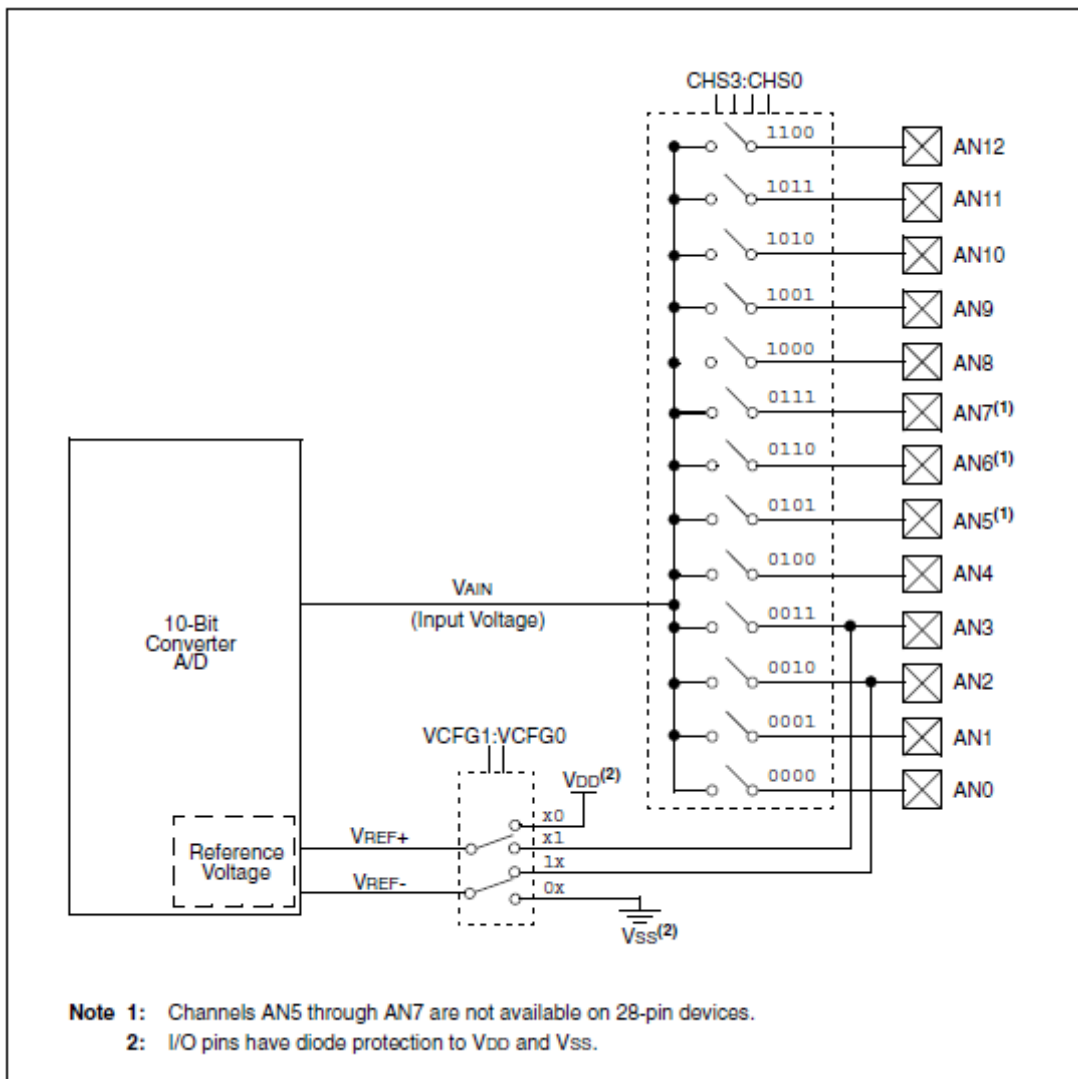 CHS3:CHS0
1100 AN12
1011 AN11
1010 AN10
1001 AN9
1000 AN8
0111 AN7(1)
0110 AN6(1)
0101 AN5(1)
0100 AN4
VAIN
(Input Voltage)
10-Bit
Converter
A/D
0011 AN3
0010 AN2
0001 AN1
0000 AN0
VCFG1:VCFG0
VDD(2)
x0
x1
1x
0x
VREF+
VREF-
Reference
Voltage
VSS(2)
Note 1: Channels AN5 through AN7 are not available on 28-pin devices.
2: I/O pins have diode protection to VDD and VSS.